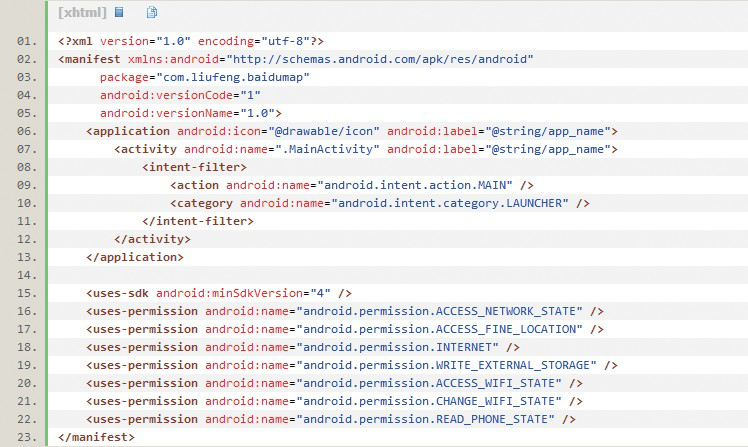 [xhtml]
01. <?xml version="1.0" encoding="utf-8"?>
02. <manifest xmlns:android="http://schemas.android.com/apk/res/android"
03.       package="com.liufeng.baidumap"
04.       android:versionCode="1"
05.       android:versionName="1.0">
06.     <application android:icon="@drawable/icon" android:label="@string/app_name">
07.         <activity android:name=".MainActivity" android:label="@string/app_name">
08.             <intent-filter>
09.                 <action android:name="android.intent.action.MAIN" />
10.                 <category android:name="android.intent.category.LAUNCHER" />
11.             </intent-filter>
12.         </activity>
13.     </application>
14.
15.     <uses-sdk android:minSdkVersion="4" />
16.     <uses-permission android:name="android.permission.ACCESS_NETWORK_STATE" />
17.     <uses-permission android:name="android.permission.ACCESS_FINE_LOCATION" />
18.     <uses-permission android:name="android.permission.INTERNET" />
19.     <uses-permission android:name="android.permission.WRITE_EXTERNAL_STORAGE" />
20.     <uses-permission android:name="android.permission.ACCESS_WIFI_STATE" />
21.     <uses-permission android:name="android.permission.CHANGE_WIFI_STATE" />
22.     <uses-permission android:name="android.permission.READ_PHONE_STATE" />
23. </manifest>